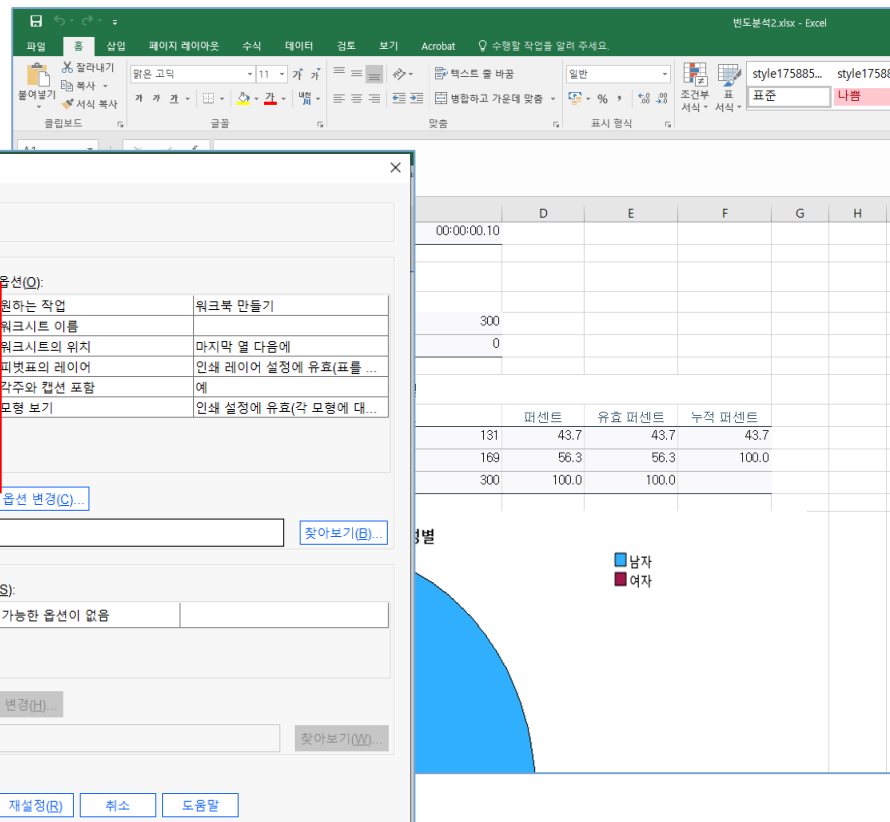 빈도분석2.xlsx - Excel
파일 홈 삽입 페이지 레이아웃 수식 데이터 검토 보기 Acrobat 수행할 작업을 알려 주세요.
붙여넣기 잘라내기 복사 서식 복사
맑은 고딕 11 가 가
가 가 가 가 내천
텍스트 줄 바꿈
병합하고 가운데 맞춤
일반
% ,
조건부 서식 표 서식
style175885... style17588
표준 나쁨
클립보드 글꼴 맞춤 표시 형식
D E F G H
00:00:00.10
300
0
퍼센트 유효 퍼센트 누적 퍼센트
131 43.7 43.7 43.7
169 56.3 56.3 100.0
300 100.0 100.0
남자
여자
옵션(O):
원하는 작업 워크북 만들기
워크시트 이름
워크시트의 위치 마지막 열 다음에
피벗표의 레이어 인쇄 레이어 설정에 유효(표를 ...
각주와 캡션 포함 예
모형 보기 인쇄 설정에 유효(각 모형에 대...
옵션 변경(C)...
찾아보기(B)...
S):
가능한 옵션이 없음
변경(H)...
찾아보기(W)...
재설정(R) 취소 도움말